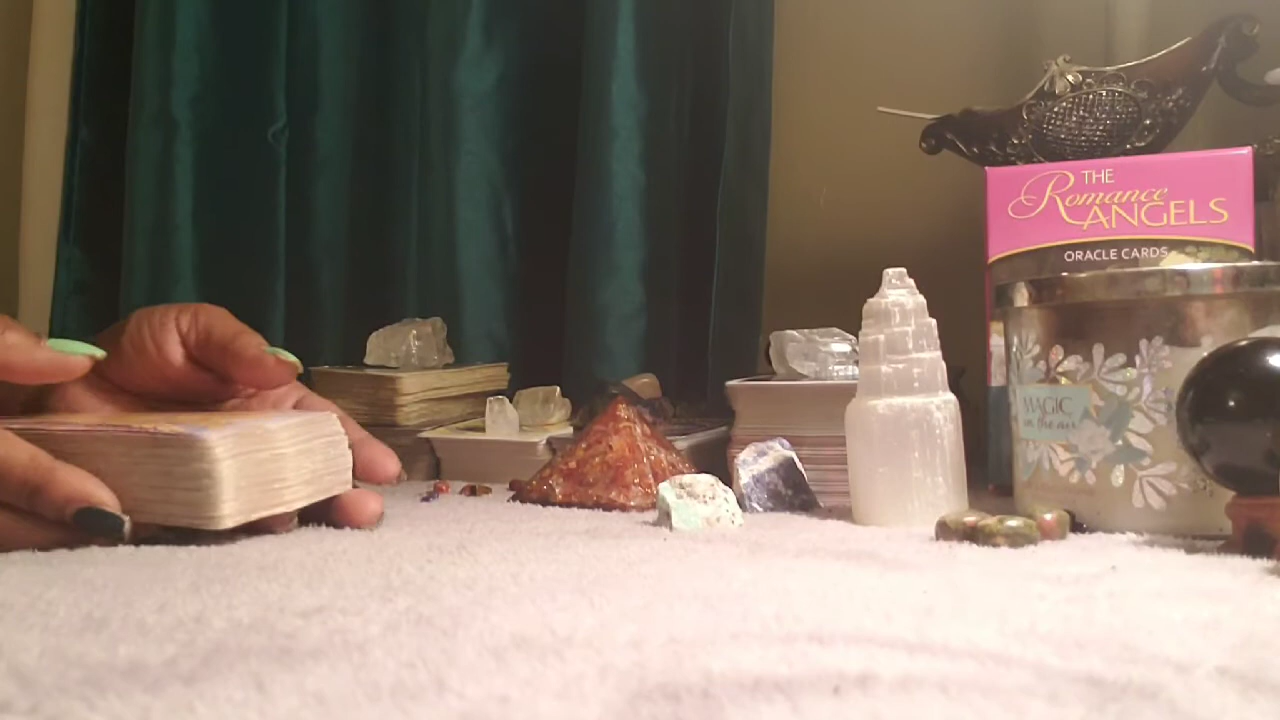 THE
Romance
ANGELS
ORACLE CARDS
MAGIC
in the air